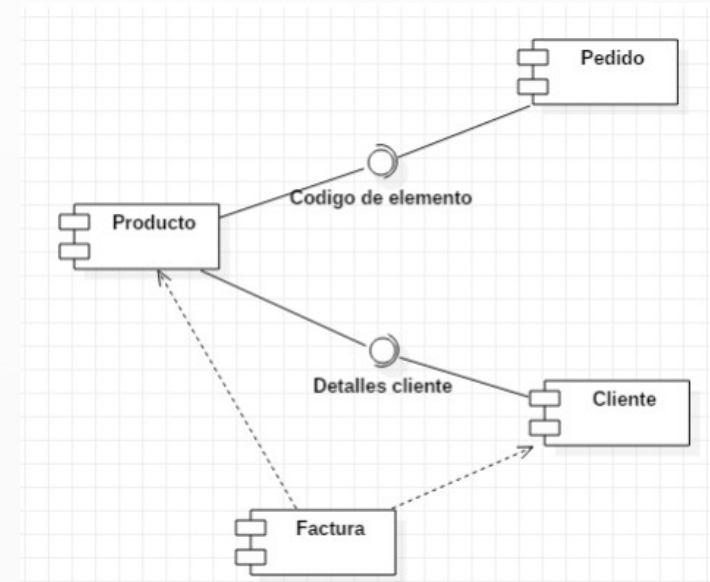 Pedido
Codigo de elemento
Producto
Detalles cliente
Cliente
Factura